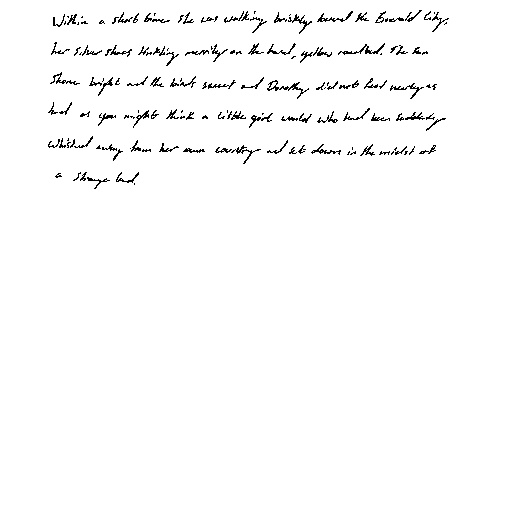 Within a short time she was walking briskly toward the Emerald City,
her silver shoes tinkling merrily on the hard, yellow roadbed. The sun
shone bright and the birds sweet and Dorothy did not feel nearly as
bad as you might think a little girl would who had been suddenly
whisked away from her own country and set down in the midst of
a strange land.